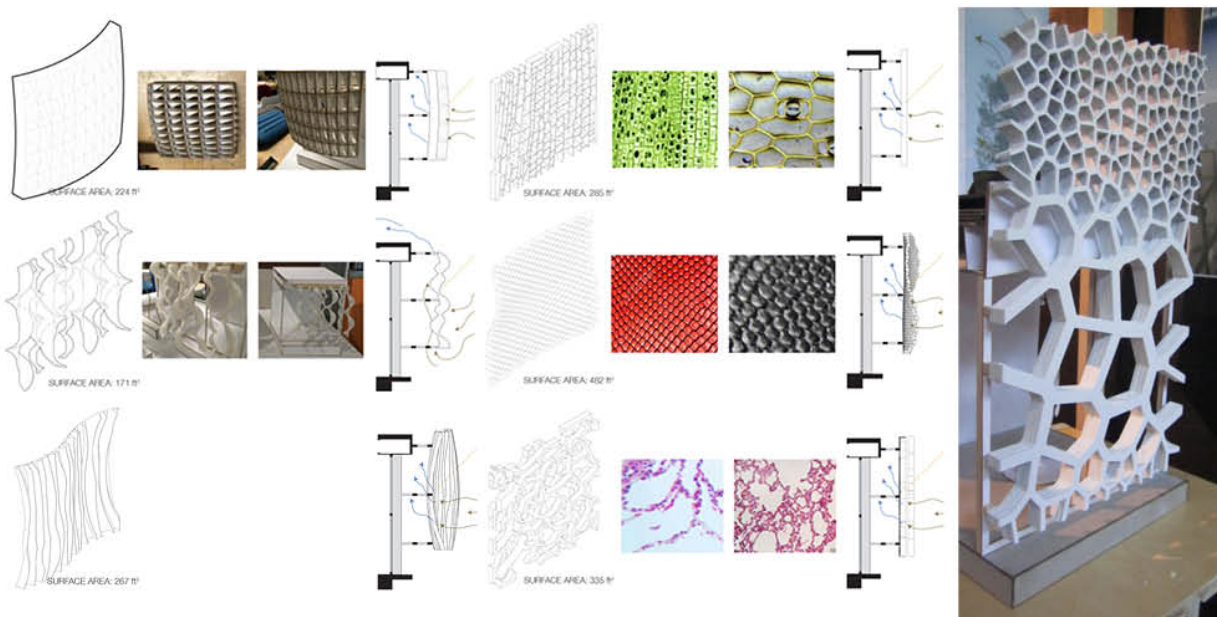 SURFACE AREA: 224 ft²
SURFACE AREA: 285 ft²
SURFACE AREA: 171 ft²
SURFACE AREA: 482 ft²
SURFACE AREA: 267 ft²
SURFACE AREA: 335 ft²